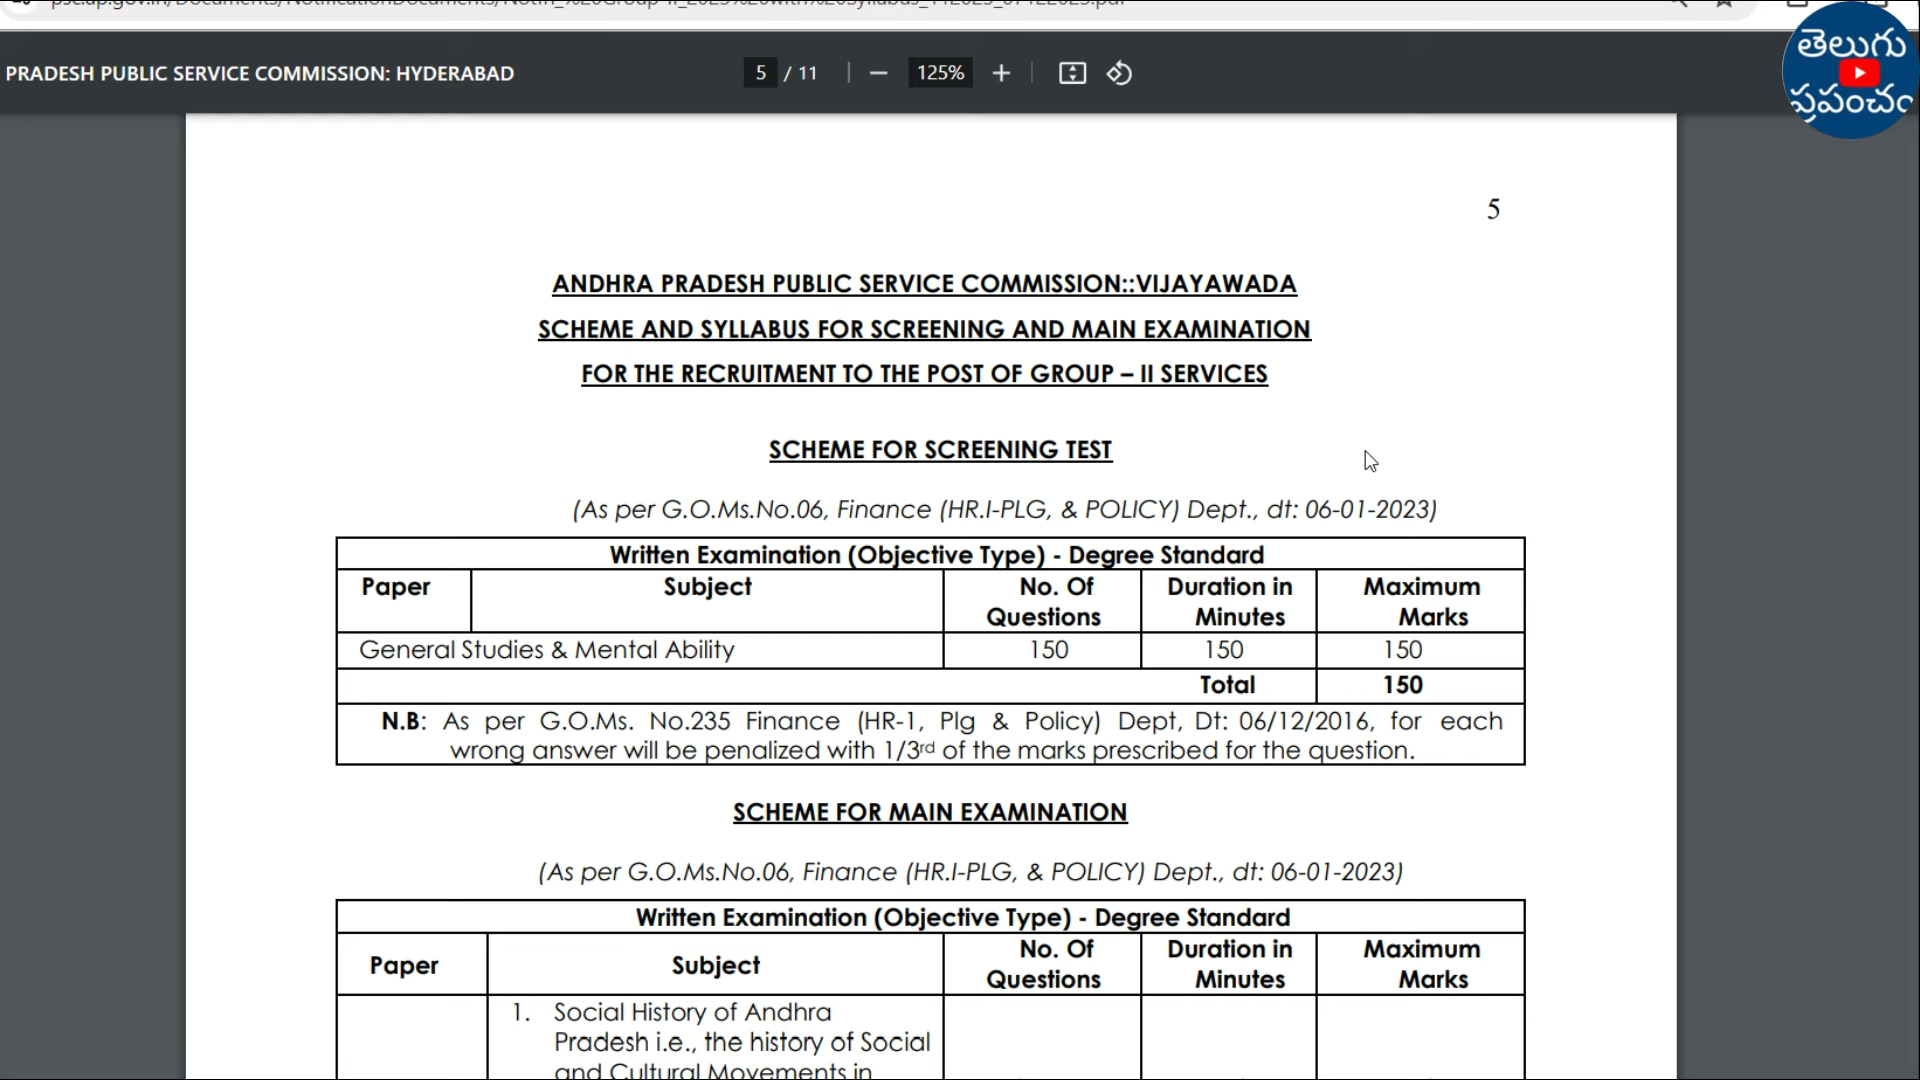 PRADESH PUBLIC SERVICE COMMISSION: HYDERABAD
5 / 11
125%
తెలుగు
ప్రపంచం
5
ANDHRA PRADESH PUBLIC SERVICE COMMISSION::VIJAYAWADA
SCHEME AND SYLLABUS FOR SCREENING AND MAIN EXAMINATION
FOR THE RECRUITMENT TO THE POST OF GROUP – II SERVICES
SCHEME FOR SCREENING TEST
(As per G.O.Ms.No.06, Finance (HR.I-PLG, & POLICY) Dept., dt: 06-01-2023)
Written Examination (Objective Type) - Degree Standard
Paper Subject No. Of Questions Duration in Minutes Maximum Marks
General Studies & Mental Ability 150 150 150
Total 150
N.B: As per G.O.Ms. No.235 Finance (HR-1, Plg & Policy) Dept, Dt: 06/12/2016, for each
wrong answer will be penalized with 1/3rd of the marks prescribed for the question.
SCHEME FOR MAIN EXAMINATION
(As per G.O.Ms.No.06, Finance (HR.I-PLG, & POLICY) Dept., dt: 06-01-2023)
Written Examination (Objective Type) - Degree Standard
Paper Subject No. Of Questions Duration in Minutes Maximum Marks
1. Social History of Andhra
Pradesh i.e., the history of Social
and Cultural Movements in